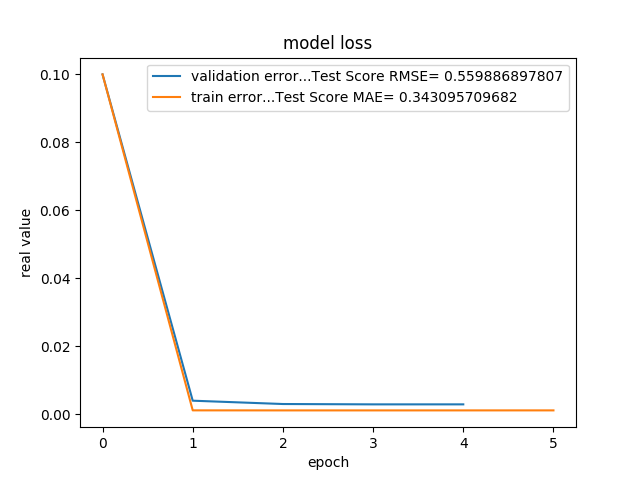 model loss
validation error...Test Score RMSE= 0.559886897807
train error...Test Score MAE= 0.343095709682
0.10
0.08
0.06
0.04
0.02
0.00
real value
0 1 2 3 4 5
epoch